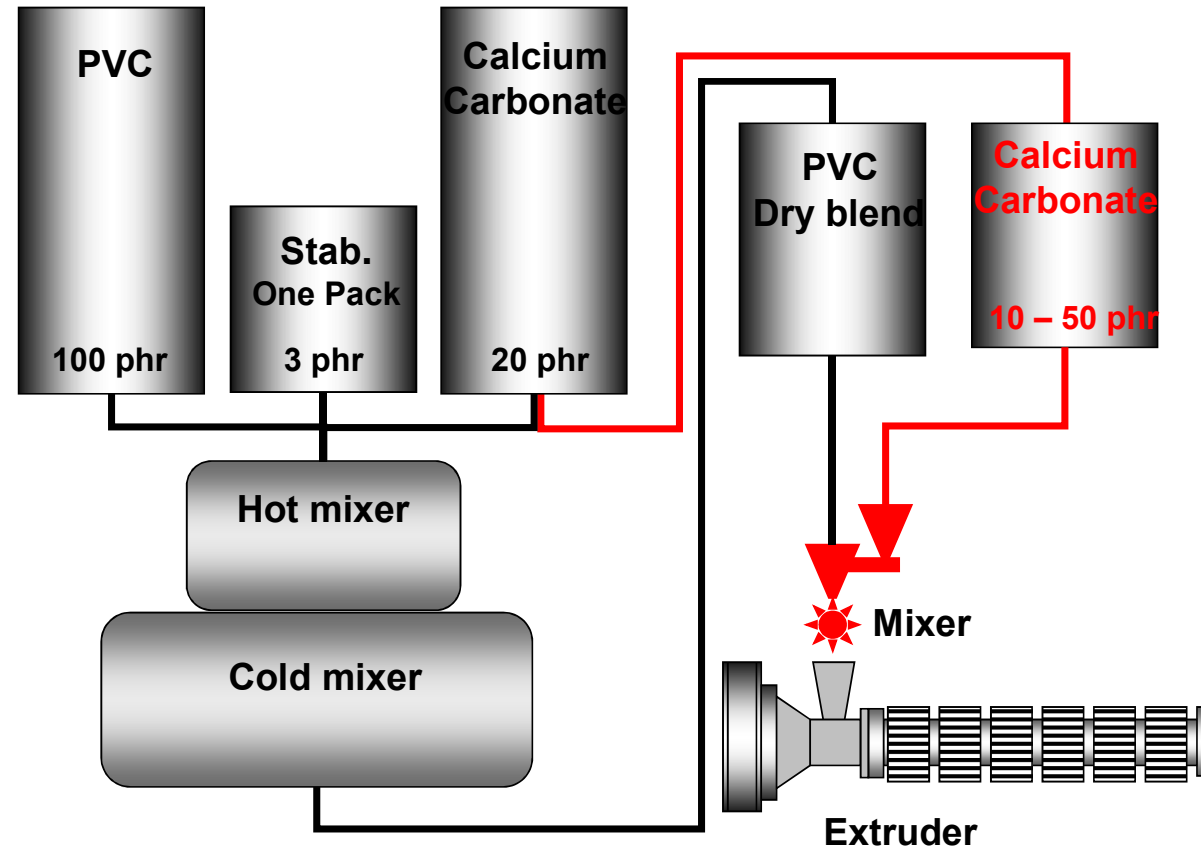 PVC
100 phr
Stab.
One Pack
3 phr
Calcium
Carbonate
20 phr
PVC
Dry blend
Calcium
Carbonate
10 – 50 phr
Hot mixer
Cold mixer
Mixer
Extruder